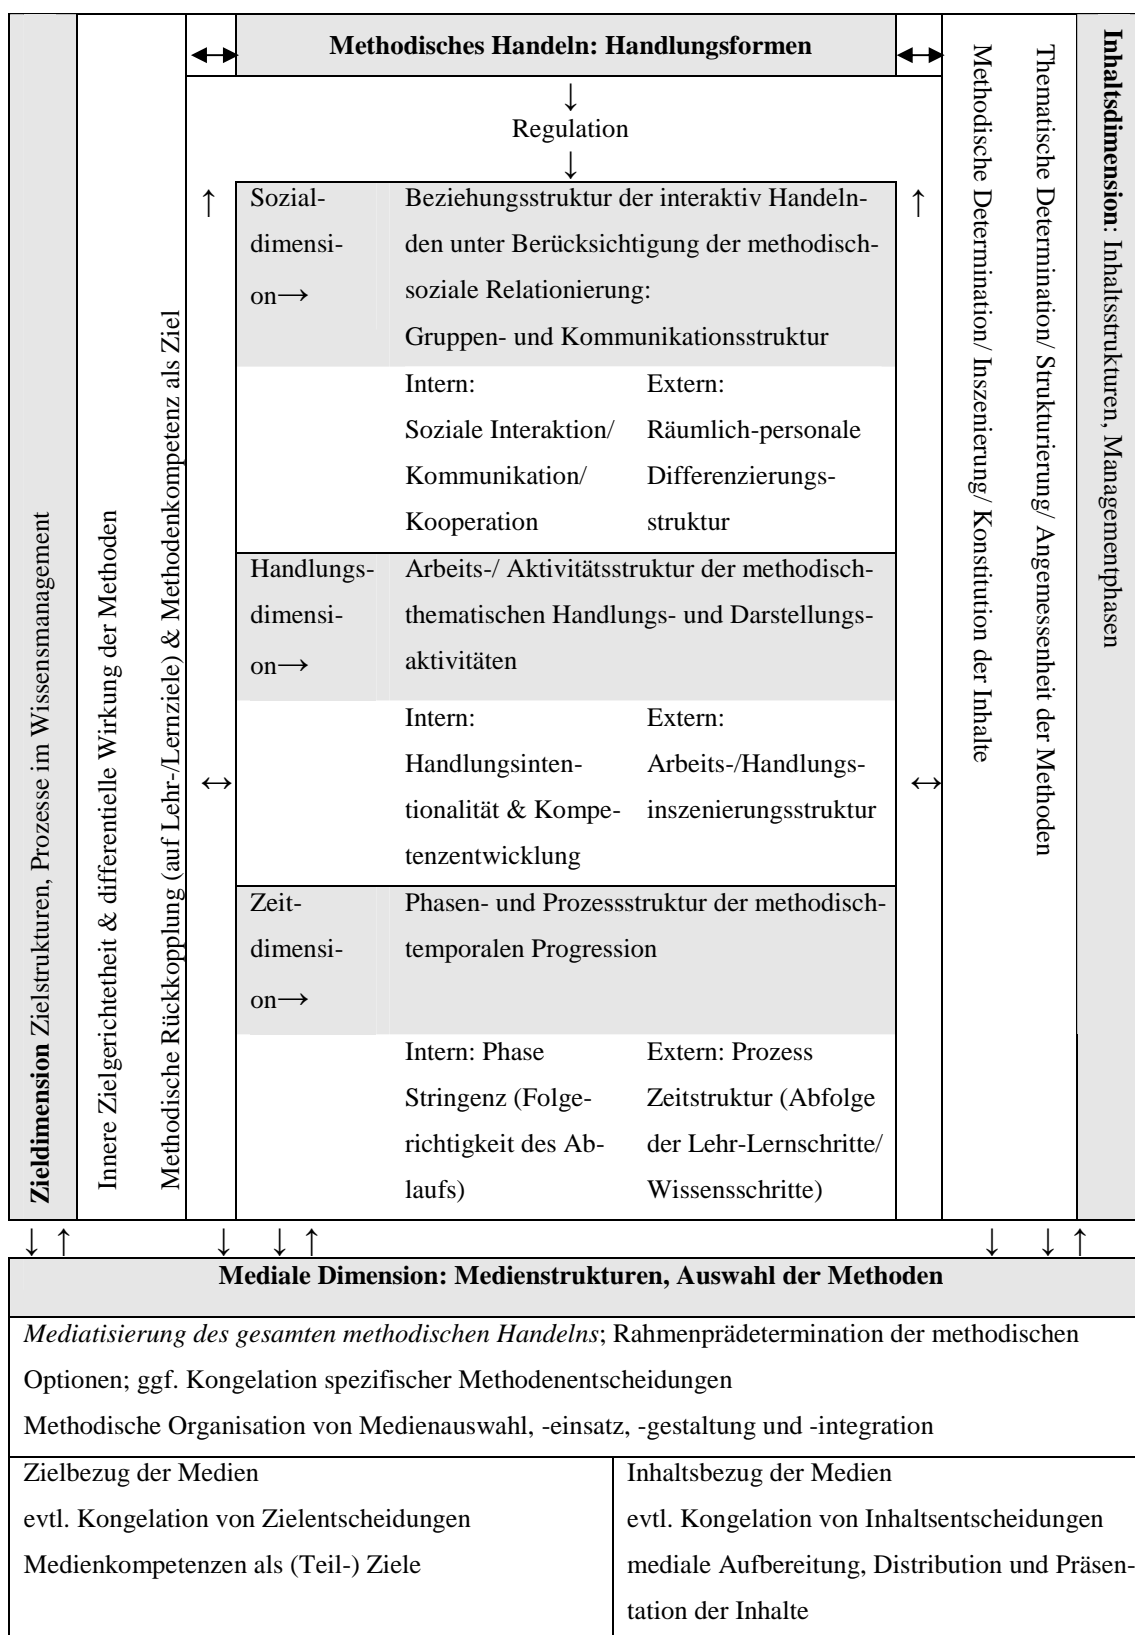 Zieldimension Zielstrukturen, Prozesse im Wissensmanagement
Innere Zielgerichtetheit & differentielle Wirkung der Methoden
Methodische Rückkopplung (auf Lehr-/Lernziele) & Methodenkompetenz als Ziel
↔ Methodisches Handeln: Handlungsformen ↔
↓
Regulation
↓
↑ ↑
Sozial-
dimensi-
on→
Beziehungsstruktur der interaktiv Handeln-
den unter Berücksichtigung der methodisch-
soziale Relationierung:
Gruppen- und Kommunikationsstruktur
Intern:
Soziale Interaktion/
Kommunikation/
Kooperation
Extern:
Räumlich-personale
Differenzierungs-
struktur
Handlungs-
dimensi-
on→
Arbeits-/ Aktivitätsstruktur der methodisch-
thematischen Handlungs- und Darstellungs-
aktivitäten
↔ ↔
Intern:
Handlungsinten-
tionalität & Kompe-
tenzentwicklung
Extern:
Arbeits-/Handlungs-
inszenierungsstruktur
Zeit-
dimensi-
on→
Phasen- und Prozessstruktur der methodisch-
temporalen Progression
Intern: Phase
Stringenz (Folge-
richtigkeit des Ab-
laufs)
Extern: Prozess
Zeitstruktur (Abfolge
der Lehr-Lernschritte/
Wissensschritte)
Methodische Determination/ Inszenierung/ Konstitution der Inhalte
Thematische Determination/ Strukturierung/ Angemessenheit der Methoden
Inhaltsdimension: Inhaltsstrukturen, Managementphasen
↓ ↑ ↓ ↓ ↑ ↓ ↓ ↑
Mediale Dimension: Medienstrukturen, Auswahl der Methoden
Mediatisierung des gesamten methodischen Handelns; Rahmenprädetermination der methodischen
Optionen; ggf. Kongelation spezifischer Methodenentscheidungen
Methodische Organisation von Medienauswahl, -einsatz, -gestaltung und -integration
Zielbezug der Medien
evtl. Kongelation von Zielentscheidungen
Medienkompetenzen als (Teil-) Ziele
Inhaltsbezug der Medien
evtl. Kongelation von Inhaltsentscheidungen
mediale Aufbereitung, Distribution und Präsen-
tation der Inhalte